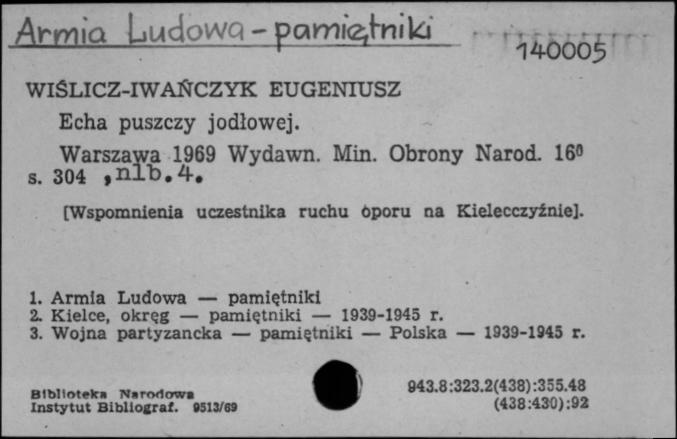 Armia Ludowa - pamiętniki
140005
WIŚLICZ-IWAŃCZYK EUGENIUSZ
Echa puszczy jodłowej.
Warszawa 1969 Wydawn. Min. Obrony Narod. 16⁰
s. 304 ,nlb.4.
[Wspomnienia uczestnika ruchu oporu na Kielecczyźnie].
1. Armia Ludowa — pamiętniki
2. Kielce, okręg — pamiętniki — 1939-1945 r.
3. Wojna partyzancka — pamiętniki — Polska — 1939-1945 r.
Biblioteka Narodowa
Instytut Bibliograf. 9513/69
943.8:323.2(438):355.48
(438:430):92